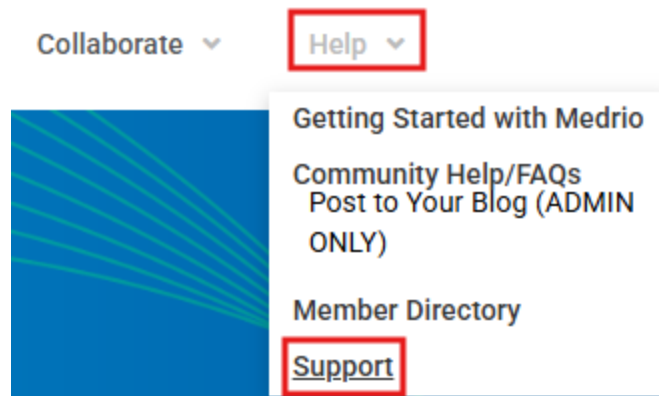 Collaborate
Help
Getting Started with Medrio
Community Help/FAQs
Post to Your Blog (ADMIN
ONLY)
Member Directory
Support